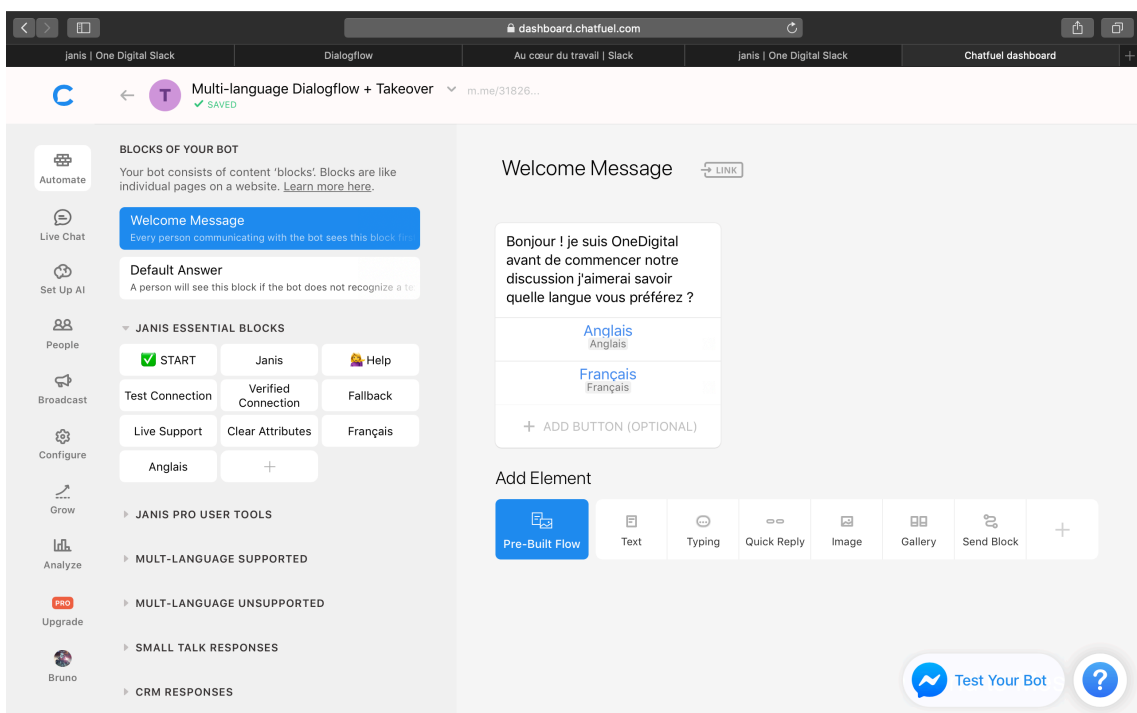 dashboard.chatfuel.com
janis | One Digital Slack
Dialogflow
Au cœur du travail | Slack
janis | One Digital Slack
Chatfuel dashboard
T
Multi-language Dialogflow + Takeover
m.me/31826...
SAVED
Automate
Live Chat
Set Up AI
People
Broadcast
Configure
Grow
Analyze
PRO
Upgrade
Bruno
BLOCKS OF YOUR BOT
Your bot consists of content 'blocks'. Blocks are like
individual pages on a website. Learn more here.
Welcome Message
Every person communicating with the bot sees this block
Default Answer
A person will see this block if the bot does not recognize a
JANIS ESSENTIAL BLOCKS
START
Janis
Help
Test Connection
Verified
Connection
Fallback
Live Support
Clear Attributes
Français
Anglais
JANIS PRO USER TOOLS
MULT-LANGUAGE SUPPORTED
MULT-LANGUAGE UNSUPPORTED
SMALL TALK RESPONSES
CRM RESPONSES
Welcome Message
LINK
Bonjour ! je suis OneDigital
avant de commencer notre
discussion j'aimerai savoir
quelle langue vous préférez ?
Anglais
Anglais
Français
Français
ADD BUTTON (OPTIONAL)
Add Element
Pre-Built Flow
Text
Typing
Quick Reply
Image
Gallery
Send Block
Test Your Bot
?